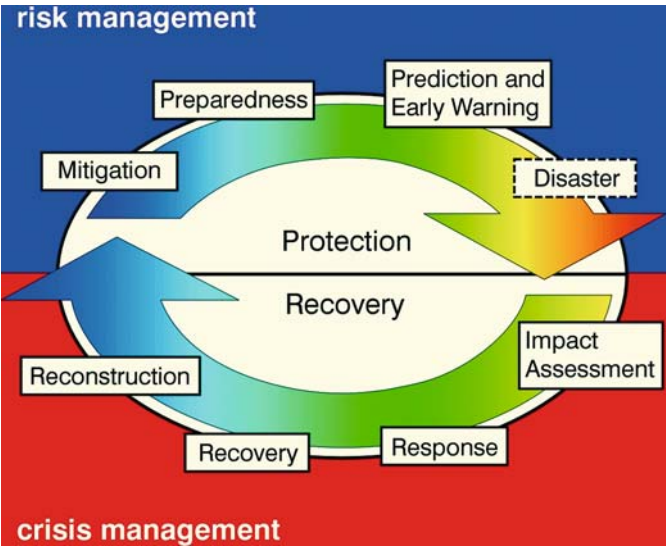 risk management
Prediction and
Early Warning
Preparedness
Mitigation
Disaster
Protection
Recovery
Impact
Assessment
Reconstruction
Recovery
Response
crisis management